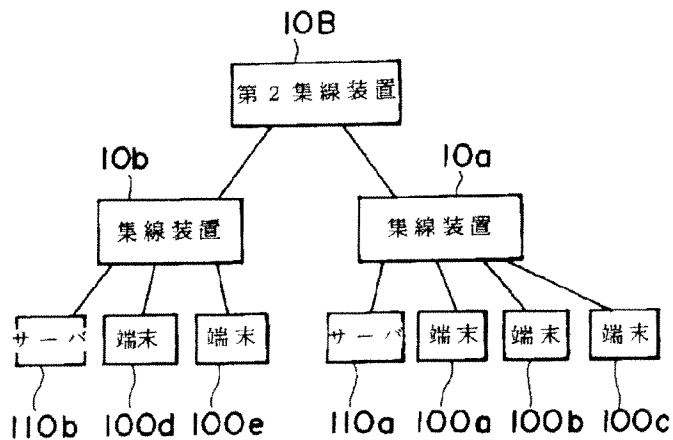 10B
第2集線装置
10b
10a
集線装置
集線装置
サーバ
端末
端末
サーバ
端末
端末
端末
110b
100d
100e
110a
100a
100b
100c